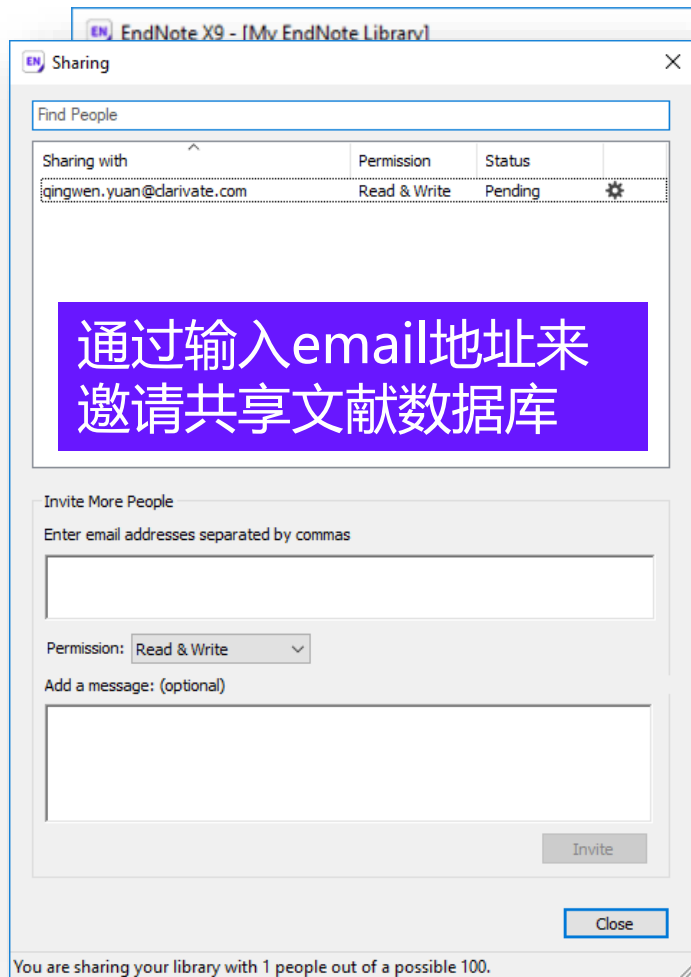 EN EndNote X9 - [My EndNote Library]
EN Sharing
Find People
Sharing with Permission Status
qingwen.yuan@clarivate.com Read & Write Pending
通过输入email地址来
邀请共享文献数据库
Invite More People
Enter email addresses separated by commas
Permission: Read & Write
Add a message: (optional)
Invite
Close
You are sharing your library with 1 people out of a possible 100.